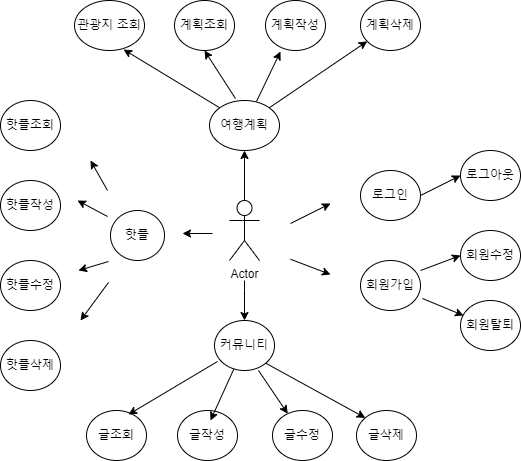 관광지 조회
계획조회
계획작성
계획삭제
여행계획
핫플조회
핫플작성
핫플수정
핫플삭제
핫플
Actor
로그인
로그아웃
회원가입
회원수정
회원탈퇴
커뮤니티
글조회
글작성
글수정
글삭제